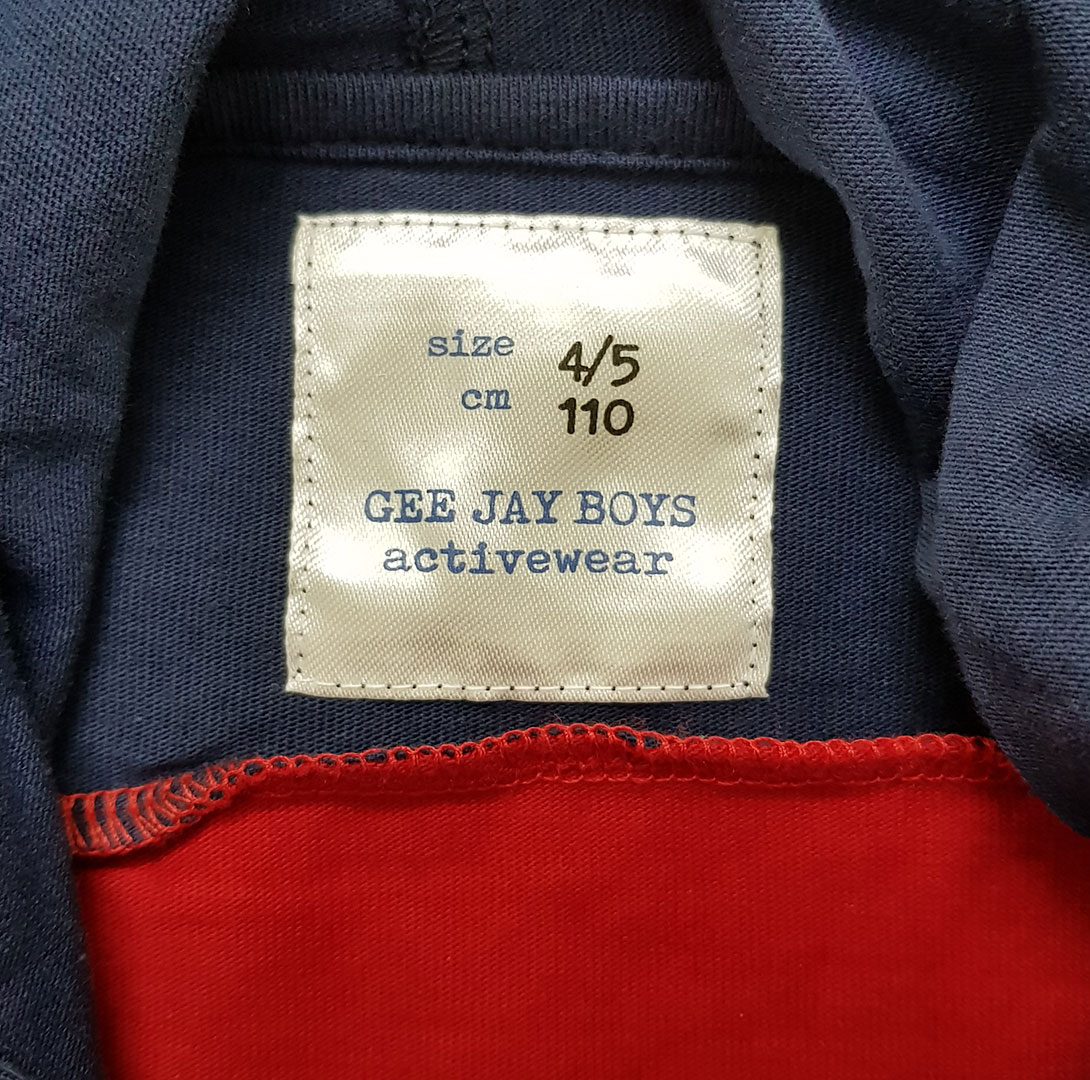 size 4/5
cm 110
GEE JAY BOYS
activewear